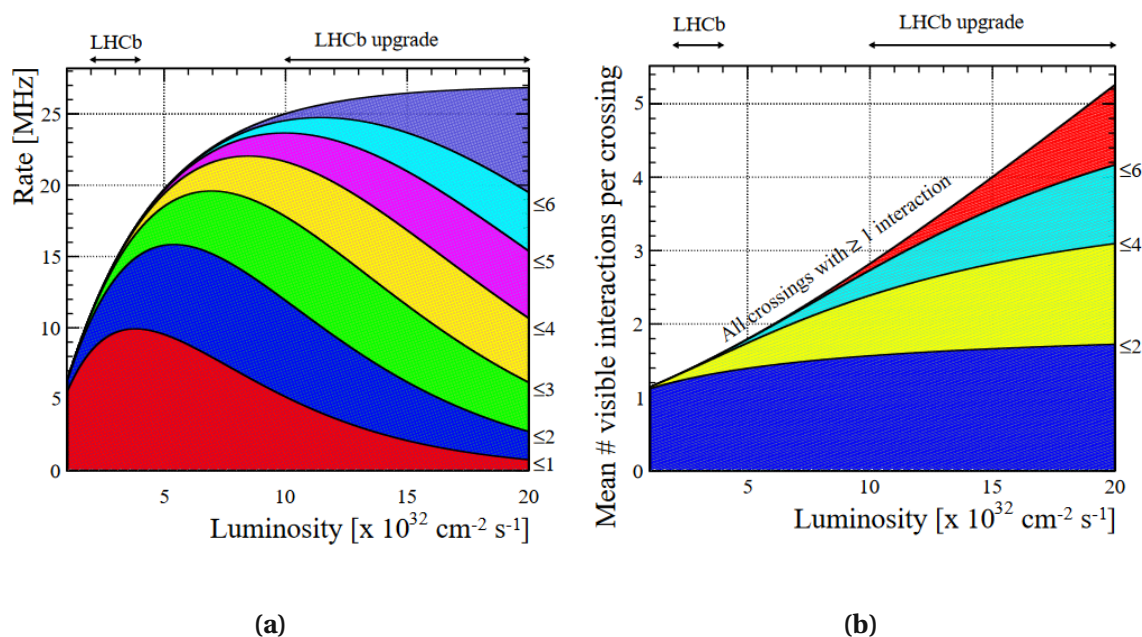 LHCb
LHCb upgrade
Rate [MHz]
25
20
15
10
5
0
≤6
≤5
≤4
≤3
≤2
≤1
5
10
15
20
Luminosity [x 10³² cm⁻² s⁻¹]
(a)
LHCb
LHCb upgrade
Mean # visible interactions per crossing
5
4
3
2
1
0
All crossings with ≥ 1 interaction
≤6
≤4
≤2
5
10
15
20
Luminosity [x 10³² cm⁻² s⁻¹]
(b)